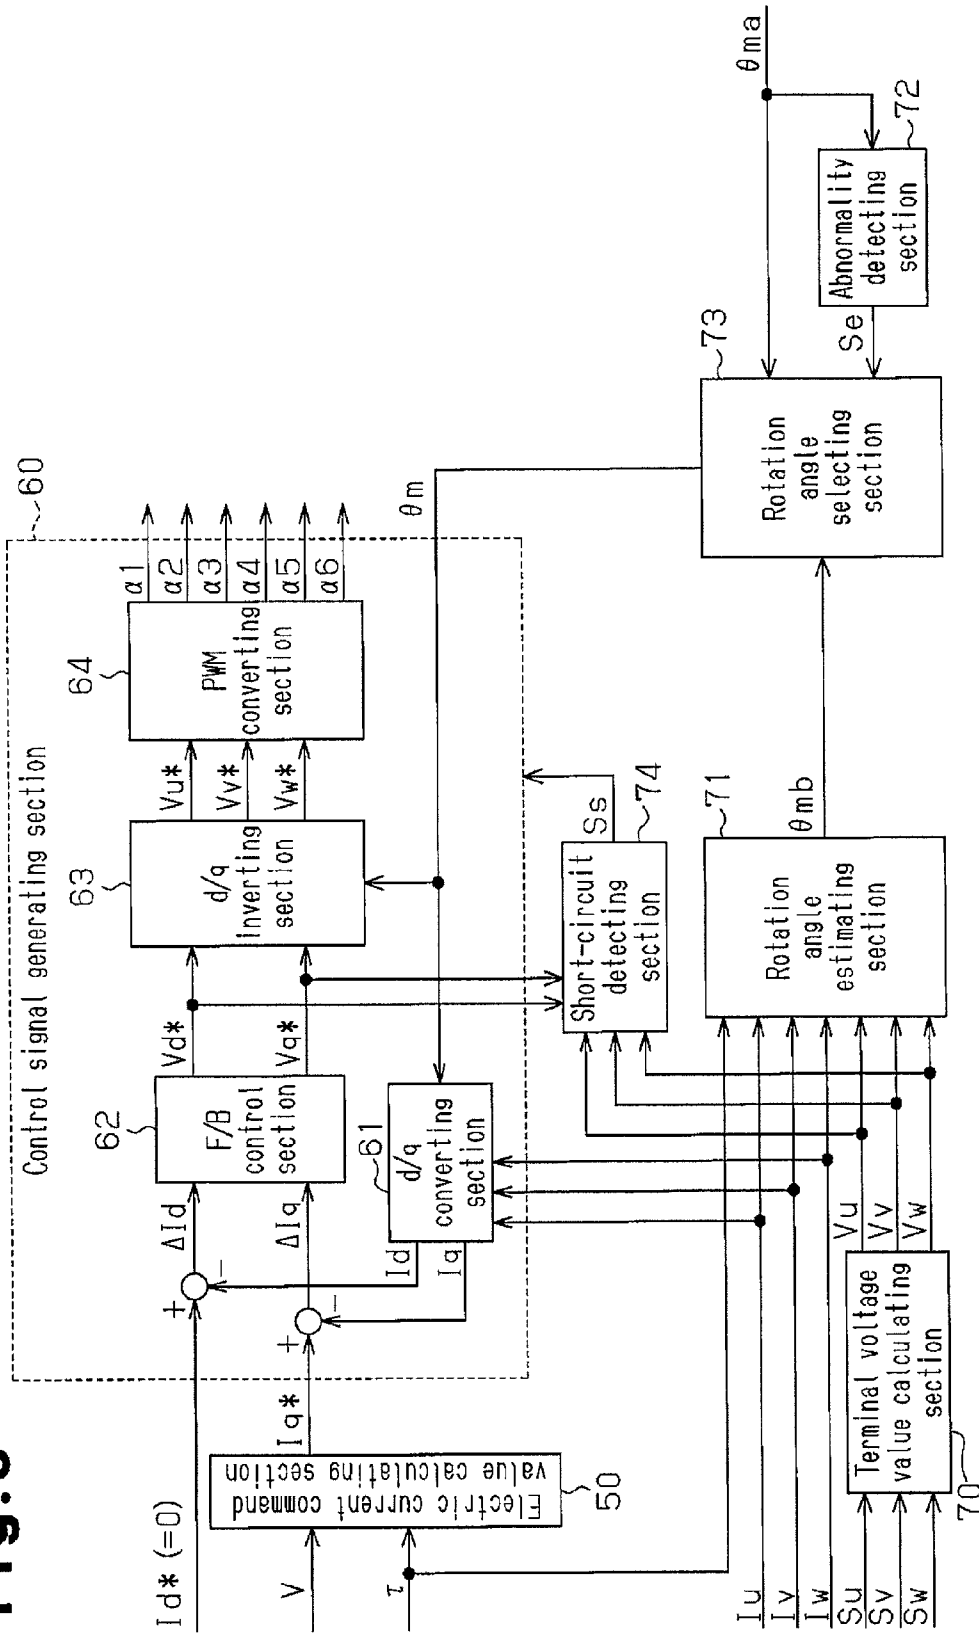 Fig.3
Control signal generating section
60
Id* (=0)
+
−
ΔId
62
F/B
control
section
Vd*
Vq*
63
d/q
inverting
section
Vu*
Vv*
Vw*
64
PWM
converting
section
α1
α2
α3
α4
α5
α6
V
τ
Electric current command
value calculating section
50
Iq*
+
−
ΔIq
Id
Iq
61
d/q
converting
section
θm
Short-circuit
detecting
section
74
Ss
Iu
Iv
Iw
Su
Sv
Sw
Terminal voltage
value calculating
section
70
Vu
Vv
Vw
Rotation
angle
estimating
section
71
θmb
Rotation
angle
selecting
section
73
Se
Abnormality
detecting
section
72
θma